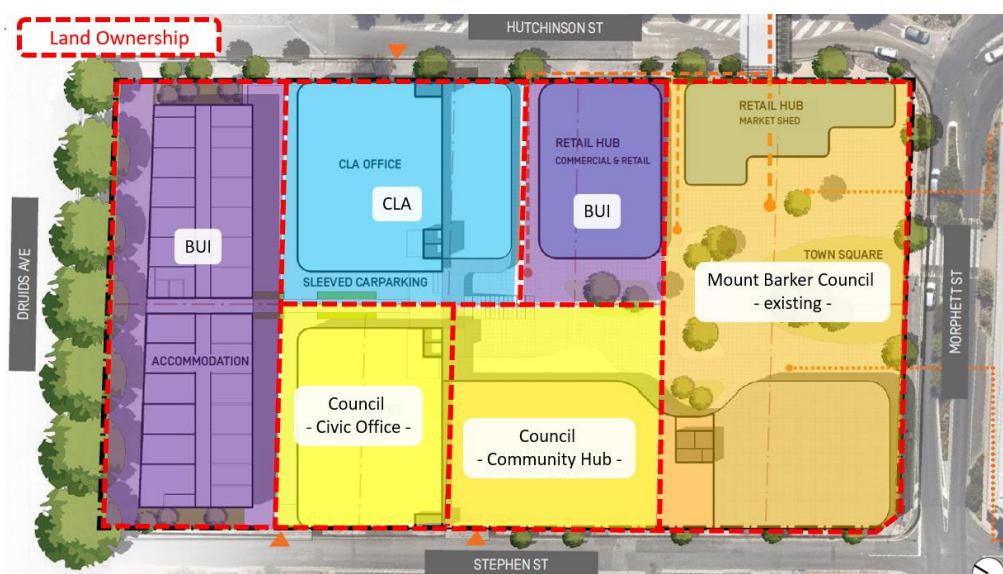 HUTCHINSON ST
Land Ownership
RETAIL HUB
MARKET SHED
CLA OFFICE
RETAIL HUB
COMMERCIAL & RETAIL
CLA
BUI
BUI
DRUIDS AVE
TOWN SQUARE
Mount Barker Council
- existing -
SLEEVED CARPARKING
MORPHETT ST
ACCOMMODATION
Council
- Civic Office -
Council
- Community Hub -
STEPHEN ST